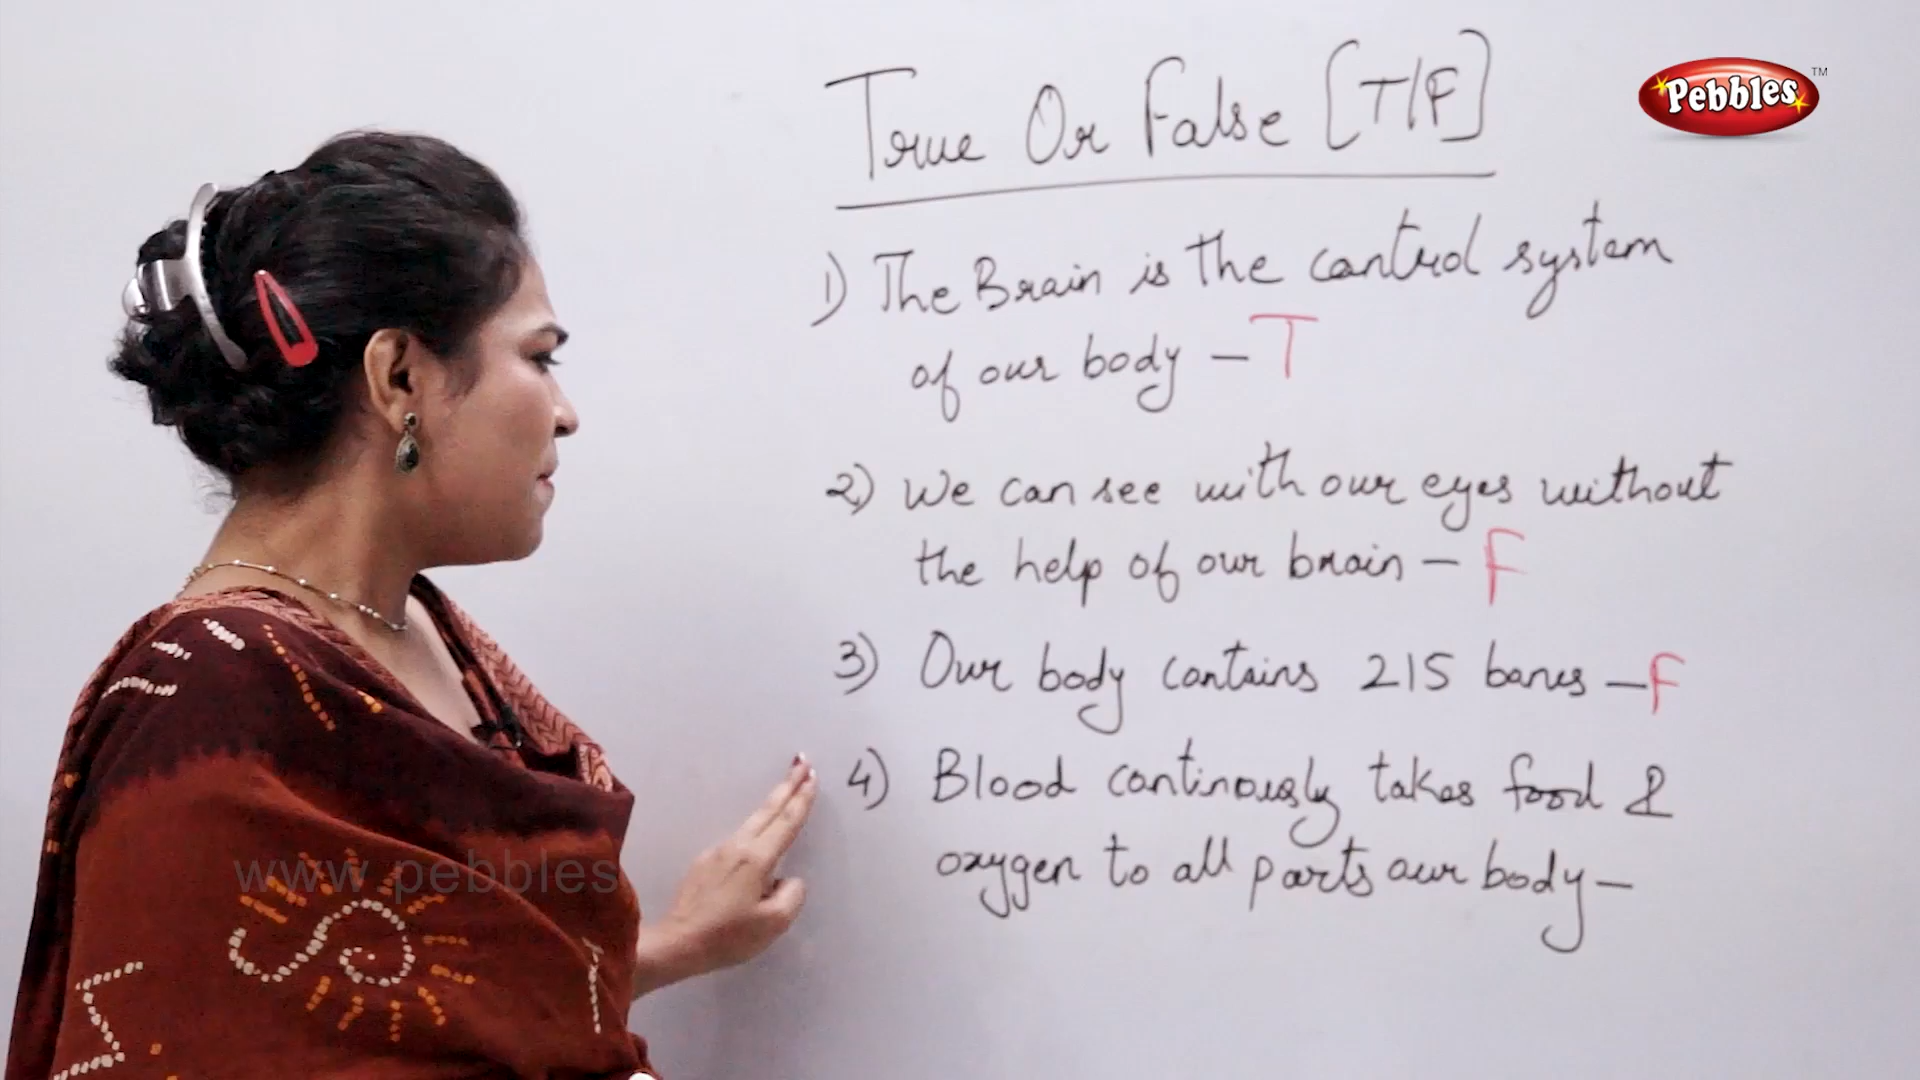 True Or False [T/F]
Pebbles TM
1) The Brain is the control system
of our body — T
2) We can see with our eyes without
the help of our brain — F
3) Our body contains 215 bones — F
4) Blood continously takes food &
oxygen to all parts our body —
www.pebbles